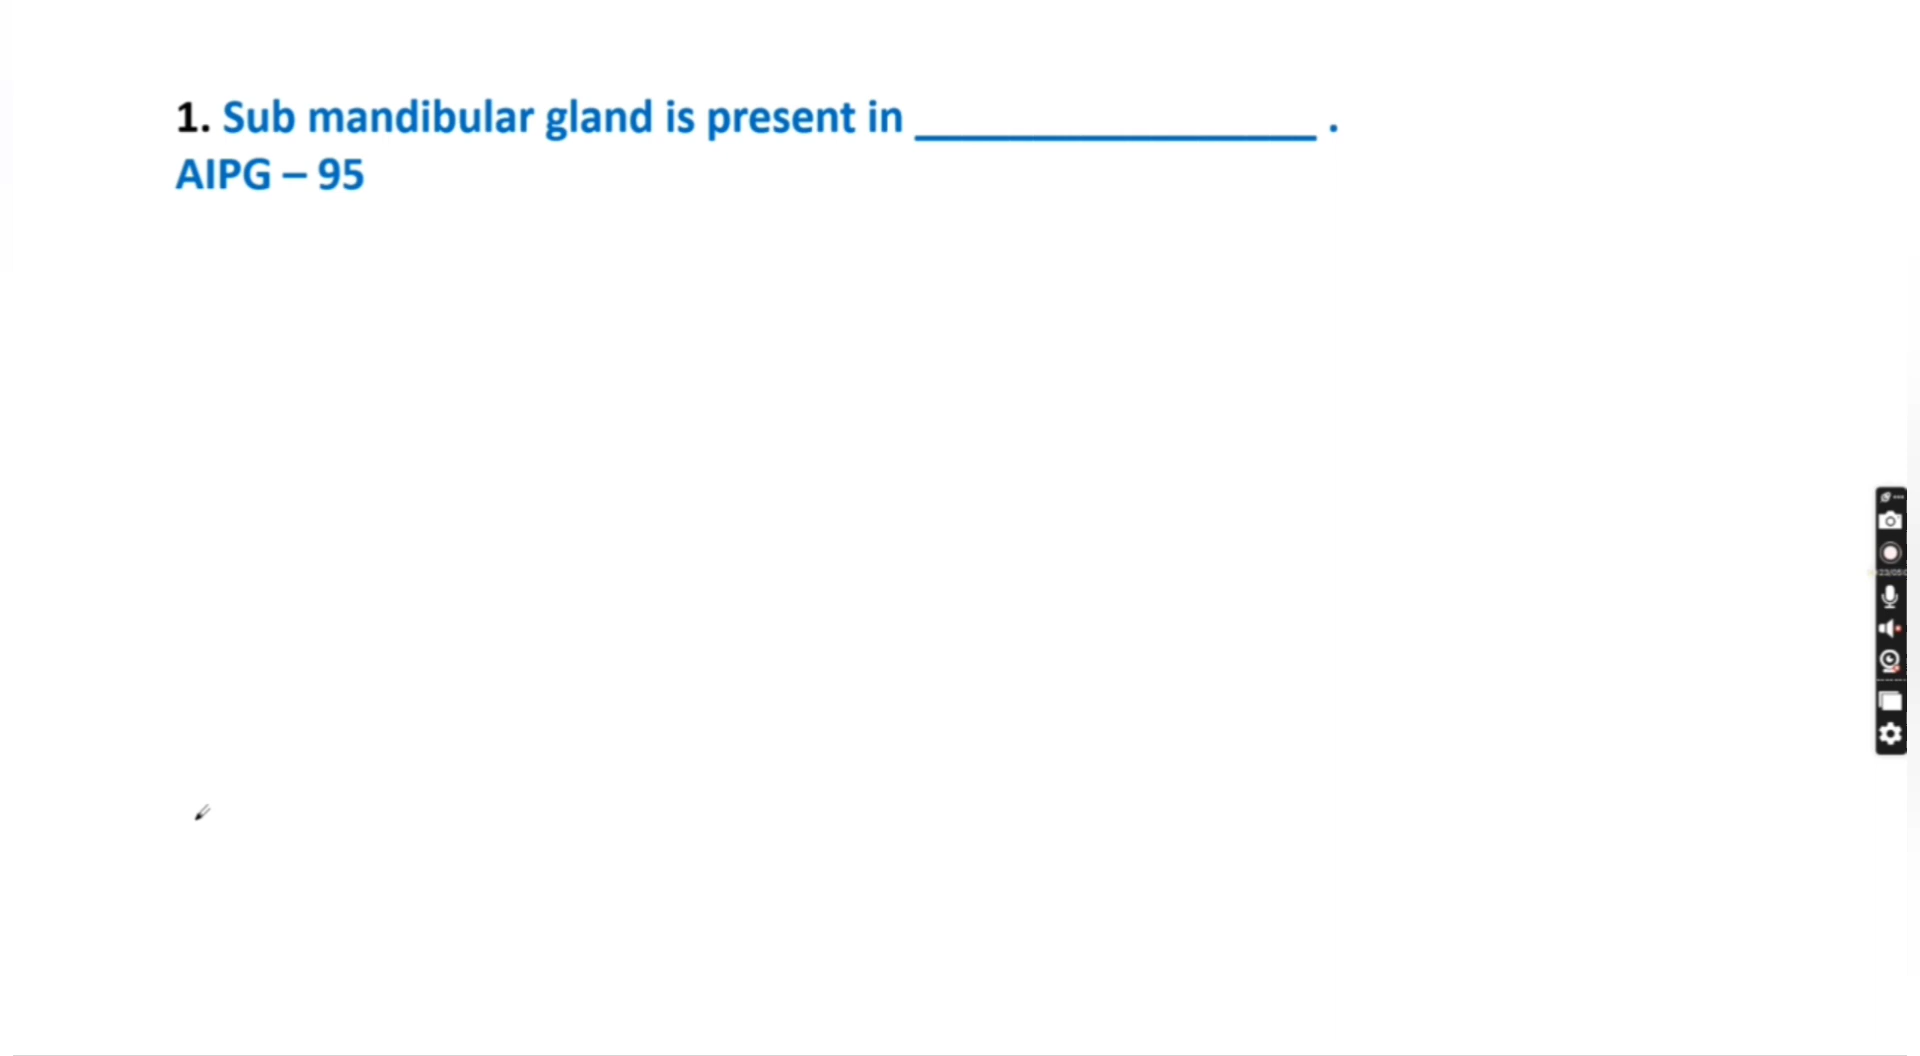 1. Sub mandibular gland is present in ________________ .
AIPG – 95